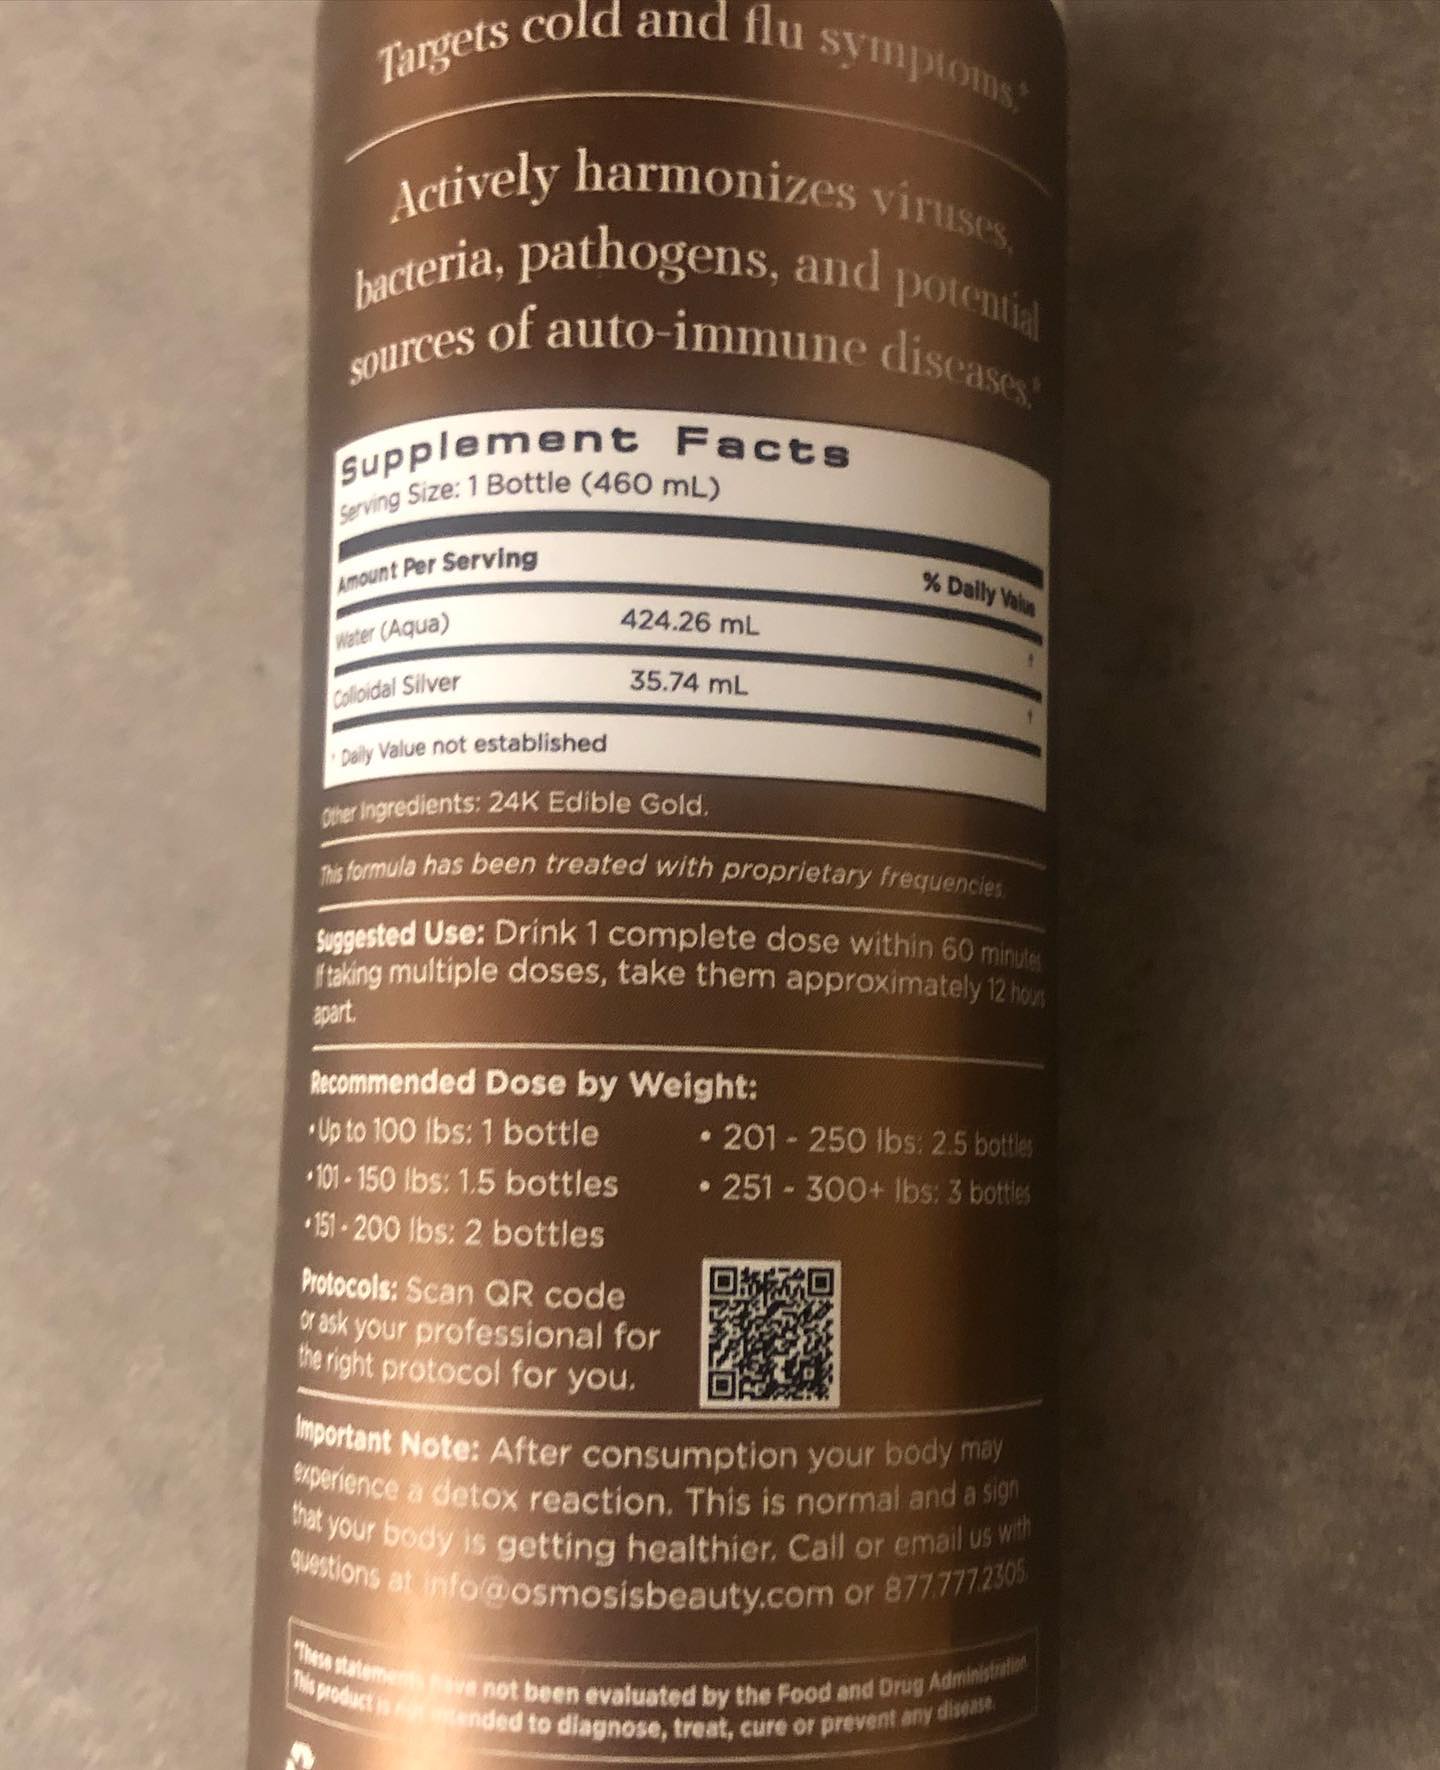 Targets cold and flu symptoms.*
Actively harmonizes viruses,
bacteria, pathogens, and potential
sources of auto-immune diseases.*
Supplement Facts
Serving Size: 1 Bottle (460 mL)
Amount Per Serving % Daily Value
Water (Aqua) 424.26 mL †
Colloidal Silver 35.74 mL †
Daily Value not established
Other Ingredients: 24K Edible Gold.
This formula has been treated with proprietary frequencies.
Suggested Use: Drink 1 complete dose within 60 minutes
If taking multiple doses, take them approximately 12 hours
apart.
Recommended Dose by Weight:
• Up to 100 lbs: 1 bottle
• 101 - 150 lbs: 1.5 bottles
• 151 - 200 lbs: 2 bottles
• 201 - 250 lbs: 2.5 bottles
• 251 - 300+ lbs: 3 bottles
Protocols: Scan QR code
or ask your professional for
the right protocol for you.
Important Note: After consumption your body may
experience a detox reaction. This is normal and a sign
that your body is getting healthier. Call or email us with
questions at info@osmosisbeauty.com or 877.777.2305.
*These statements have not been evaluated by the Food and Drug Administration.
This product is not intended to diagnose, treat, cure or prevent any disease.